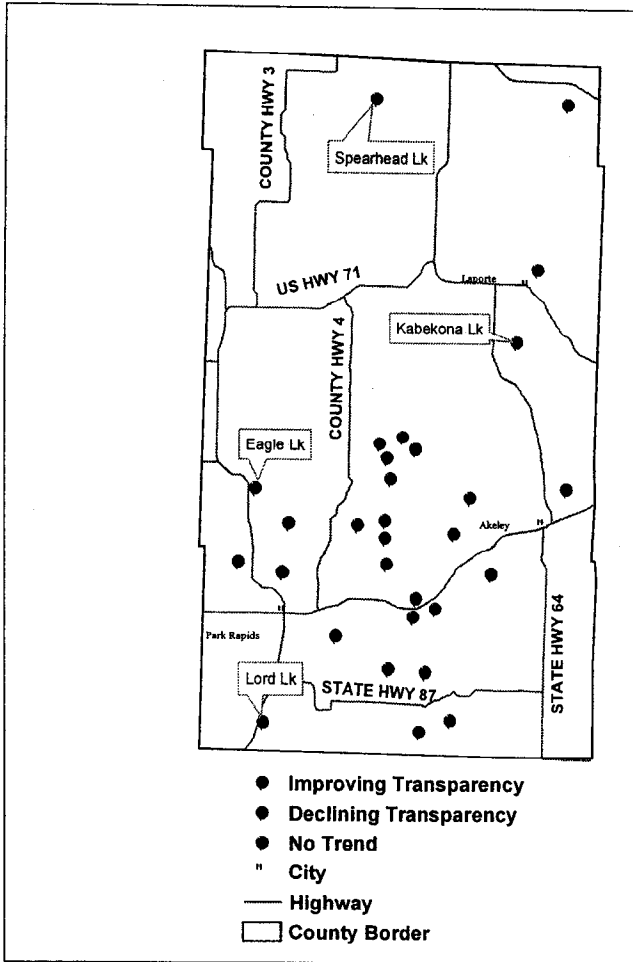 COUNTY HWY 3
Spearhead Lk
US HWY 71
Laporte
Kabekona Lk
COUNTY HWY 4
Eagle Lk
Akeley
Park Rapids
STATE HWY 64
Lord Lk
STATE HWY 87
Improving Transparency
Declining Transparency
No Trend
" City
Highway
County Border